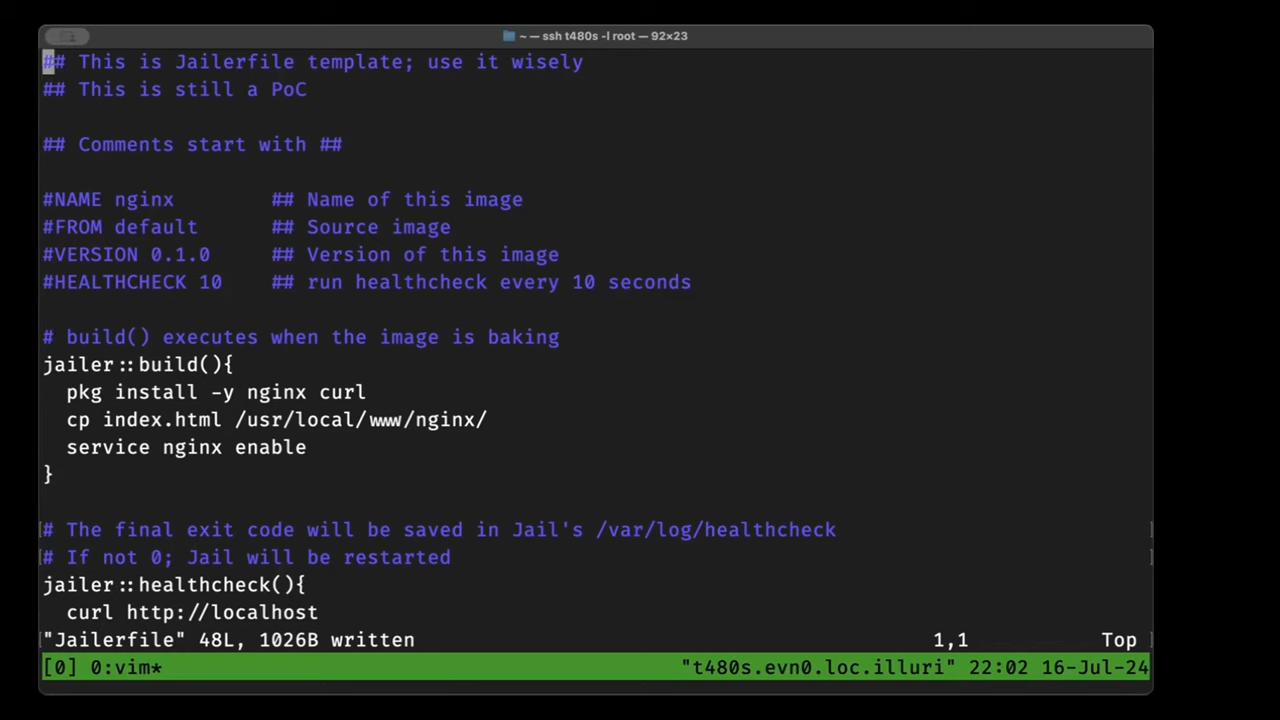 ~ — ssh t480s -l root — 92×23
## This is Jailerfile template; use it wisely
## This is still a PoC
## Comments start with ##
#NAME nginx        ## Name of this image
#FROM default      ## Source image
#VERSION 0.1.0     ## Version of this image
#HEALTHCHECK 10    ## run healthcheck every 10 seconds
# build() executes when the image is baking
jailer::build(){
  pkg install -y nginx curl
  cp index.html /usr/local/www/nginx/
  service nginx enable
}
# The final exit code will be saved in Jail's /var/log/healthcheck
# If not 0; Jail will be restarted
jailer::healthcheck(){
  curl http://localhost
"Jailerfile" 48L, 1026B written                                           1,1           Top
[0] 0:vim*                                           "t480s.evn0.loc.illuri" 22:02 16-Jul-24